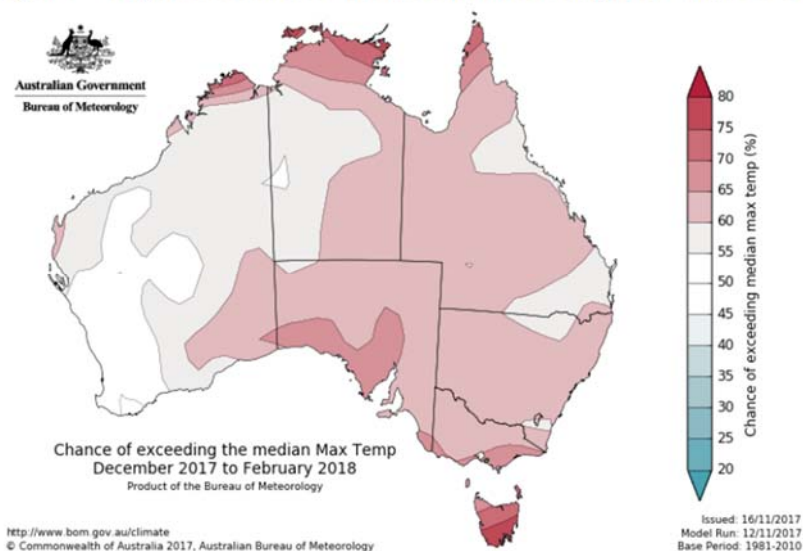 Australian Government
Bureau of Meteorology
80
75
70
65
60
55
50
45
40
35
30
25
20
Chance of exceeding median max temp (%)
Chance of exceeding the median Max Temp
December 2017 to February 2018
Product of the Bureau of Meteorology
http://www.bom.gov.au/climate
© Commonwealth of Australia 2017, Australian Bureau of Meteorology
Issued: 16/11/2017
Model Run: 12/11/2017
Base Period: 1981-2010